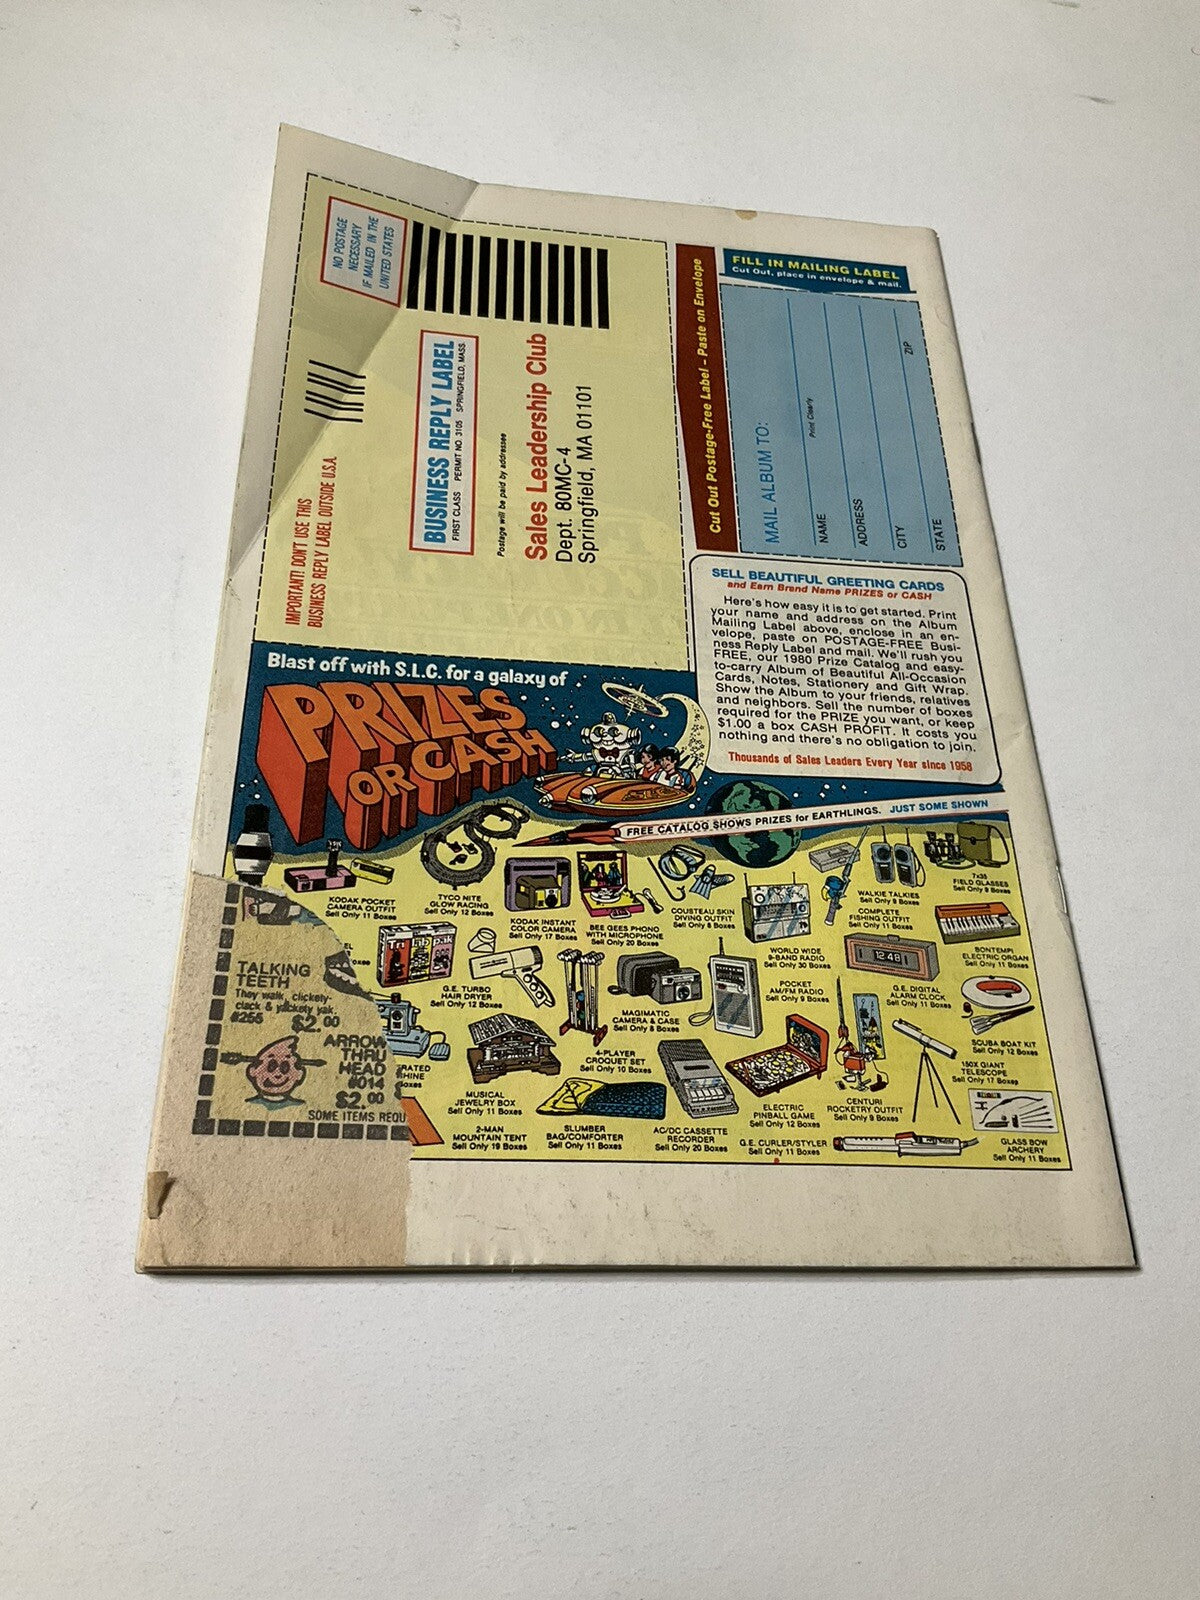 NO POSTAGE
NECESSARY
IF MAILED IN THE
UNITED STATES
BUSINESS REPLY LABEL
FIRST CLASS PERMIT NO. 3105 SPRINGFIELD, MASS.
Postage will be paid by addressee
Sales Leadership Club
Dept. 80MC-4
Springfield, MA 01101
IMPORTANT! DON'T USE THIS
BUSINESS REPLY LABEL OUTSIDE U.S.A.
Cut Out Postage-Free Label - Paste on Envelope
FILL IN MAILING LABEL
Cut Out, place in envelope & mail.
MAIL ALBUM TO:
Print Clearly
NAME
ADDRESS
CITY
STATE
ZIP
SELL BEAUTIFUL GREETING CARDS
and Earn Brand Name PRIZES or CASH
Here's how easy it is to get started. Print
your name and address on the Album
Mailing Label above, enclose in an en-
velope, paste on POSTAGE-FREE Busi-
ness Reply Label and mail. We'll rush you
FREE, our 1980 Prize Catalog and easy-
to-carry Album of Beautiful All-Occasion
Cards, Notes, Stationery and Gift Wrap.
Show the Album to your friends, relatives
and neighbors. Sell the number of boxes
required for the PRIZE you want, or keep
$1.00 a box CASH PROFIT. It costs you
nothing and there's no obligation to join.
Thousands of Sales Leaders Every Year since 1958
Blast off with S.L.C. for a galaxy of
PRIZES
OR CASH
SLC
FREE CATALOG SHOWS PRIZES for EARTHLINGS. JUST SOME SHOWN
KODAK POCKET
CAMERA OUTFIT
Sell Only 11 Boxes
TYCO NITE
GLOW RACING
Sell Only 12 Boxes
KODAK INSTANT
COLOR CAMERA
Sell Only 17 Boxes
BEE GEES PHONO
WITH MICROPHONE
Sell Only 20 Boxes
COUSTEAU SKIN
DIVING OUTFIT
Sell Only 8 Boxes
WORLD WIDE
9-BAND RADIO
Sell Only 30 Boxes
WALKIE TALKIES
Sell Only 9 Boxes
COMPLETE
FISHING OUTFIT
Sell Only 11 Boxes
7x35
FIELD GLASSES
Sell Only 9 Boxes
BONTEMPI
ELECTRIC ORGAN
Sell Only 11 Boxes
G.E. TURBO
HAIR DRYER
Sell Only 12 Boxes
MAGIMATIC
CAMERA & CASE
Sell Only 8 Boxes
POCKET
AM/FM RADIO
Sell Only 9 Boxes
12:48
G.E. DIGITAL
ALARM CLOCK
Sell Only 11 Boxes
SCUBA BOAT KIT
Sell Only 12 Boxes
MUSICAL
JEWELRY BOX
Sell Only 11 Boxes
4-PLAYER
CROQUET SET
Sell Only 10 Boxes
ELECTRIC
PINBALL GAME
Sell Only 12 Boxes
CENTURI
ROCKETRY OUTFIT
Sell Only 9 Boxes
150X GIANT
TELESCOPE
Sell Only 17 Boxes
2-MAN
MOUNTAIN TENT
Sell Only 19 Boxes
SLUMBER
BAG/COMFORTER
Sell Only 11 Boxes
AC/DC CASSETTE
RECORDER
Sell Only 20 Boxes
G.E. CURLER/STYLER
Sell Only 11 Boxes
GLASS BOW
ARCHERY
Sell Only 11 Boxes
TALKING
TEETH
They walk, clickety-
clack & yackety yak.
#255 $2.00
ARROW
THRU
HEAD
#014
$2.00
SOME ITEMS REQU